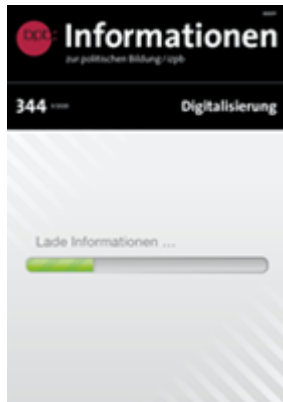 bpb:
Informationen
zur politischen Bildung / izpb
344
Digitalisierung
Lade Informationen ...